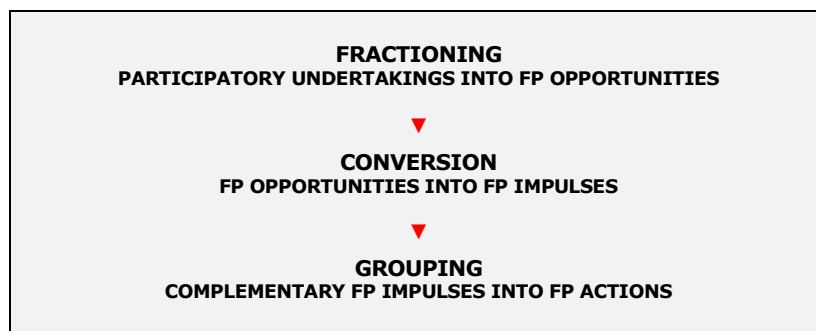 FRACTIONING
PARTICIPATORY UNDERTAKINGS INTO FP OPPORTUNITIES
CONVERSION
FP OPPORTUNITIES INTO FP IMPULSES
GROUPING
COMPLEMENTARY FP IMPULSES INTO FP ACTIONS